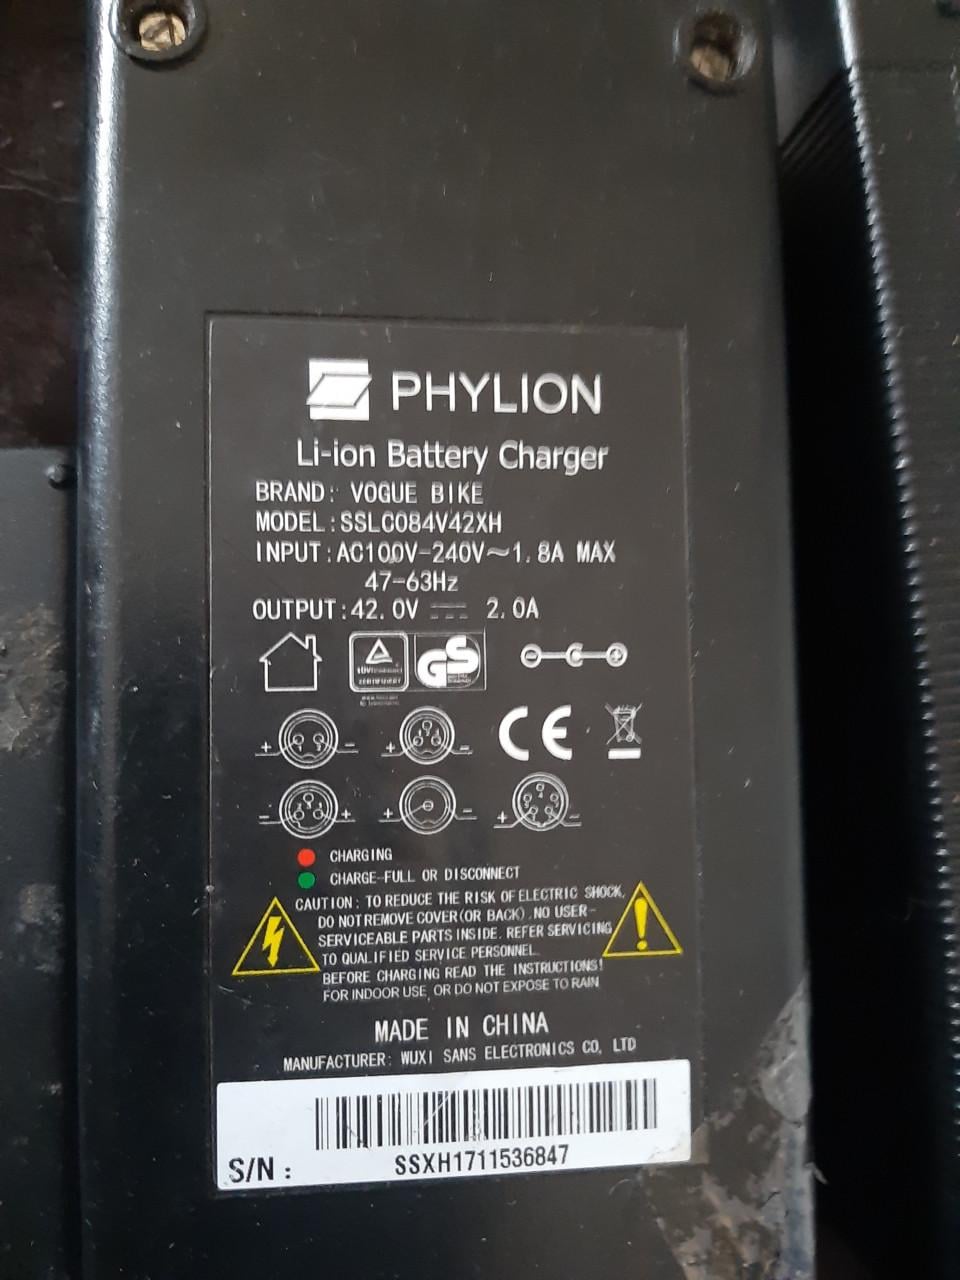 PHYLION
Li-ion Battery Charger
BRAND: VOGUE BIKE
MODEL:SSLC084V42XH
INPUT:AC100V-240V~1.8A MAX
47-63Hz
OUTPUT:42.0V ⎓ 2.0A
GS
CE
CHARGING
CHARGE-FULL OR DISCONNECT
CAUTION: TO REDUCE THE RISK OF ELECTRIC SHOCK,
DO NOT REMOVE COVER(OR BACK). NO USER-
SERVICEABLE PARTS INSIDE. REFER SERVICING
TO QUALIFIED SERVICE PERSONNEL
BEFORE CHARGING READ THE INSTRUCTIONS!
FOR INDOOR USE, OR DO NOT EXPOSE TO RAIN
MADE IN CHINA
MANUFACTURER: WUXI SANS ELECTRONICS CO. LTD
S/N: SSXH1711536847